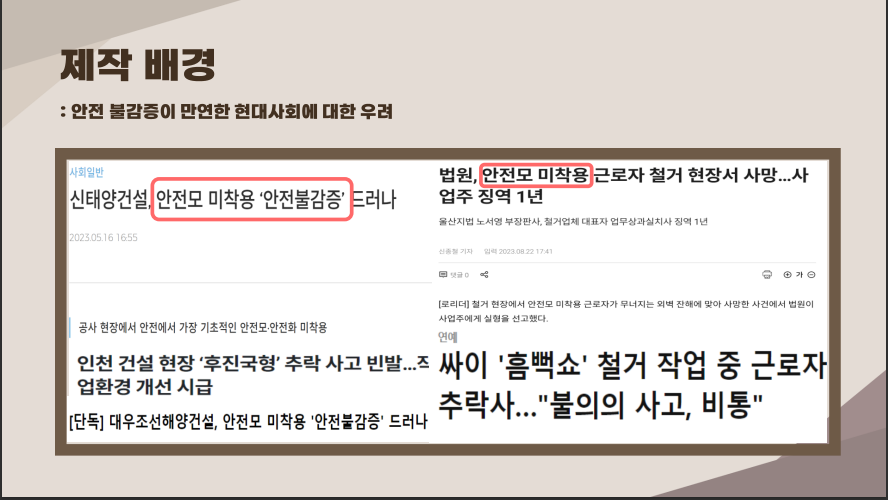 제작 배경
: 안전 불감증이 만연한 현대사회에 대한 우려
사회일반
신태양건설, 안전모 미착용 ‘안전불감증’ 드러나
2023.05.16 16:55
공사 현장에서 안전에서 가장 기초적인 안전모·안전화 미착용
인천 건설 현장 ‘후진국형’ 추락 사고 빈발...작
업환경 개선 시급
[단독] 대우조선해양건설, 안전모 미착용 '안전불감증' 드러나
법원, 안전모 미착용 근로자 철거 현장서 사망...사
업주 징역 1년
울산지법 노서영 부장판사, 철거업체 대표자 업무상과실치사 징역 1년
기자 입력 2023.08.22 17:41
댓글 0
가
[로리더] 철거 현장에서 안전모 미착용 근로자가 무너지는 외벽 잔해에 맞아 사망한 사건에서 법원이
사업주에게 실형을 선고했다.
연예
싸이 '흠뻑쇼' 철거 작업 중 근로자
추락사..."불의의 사고, 비통"